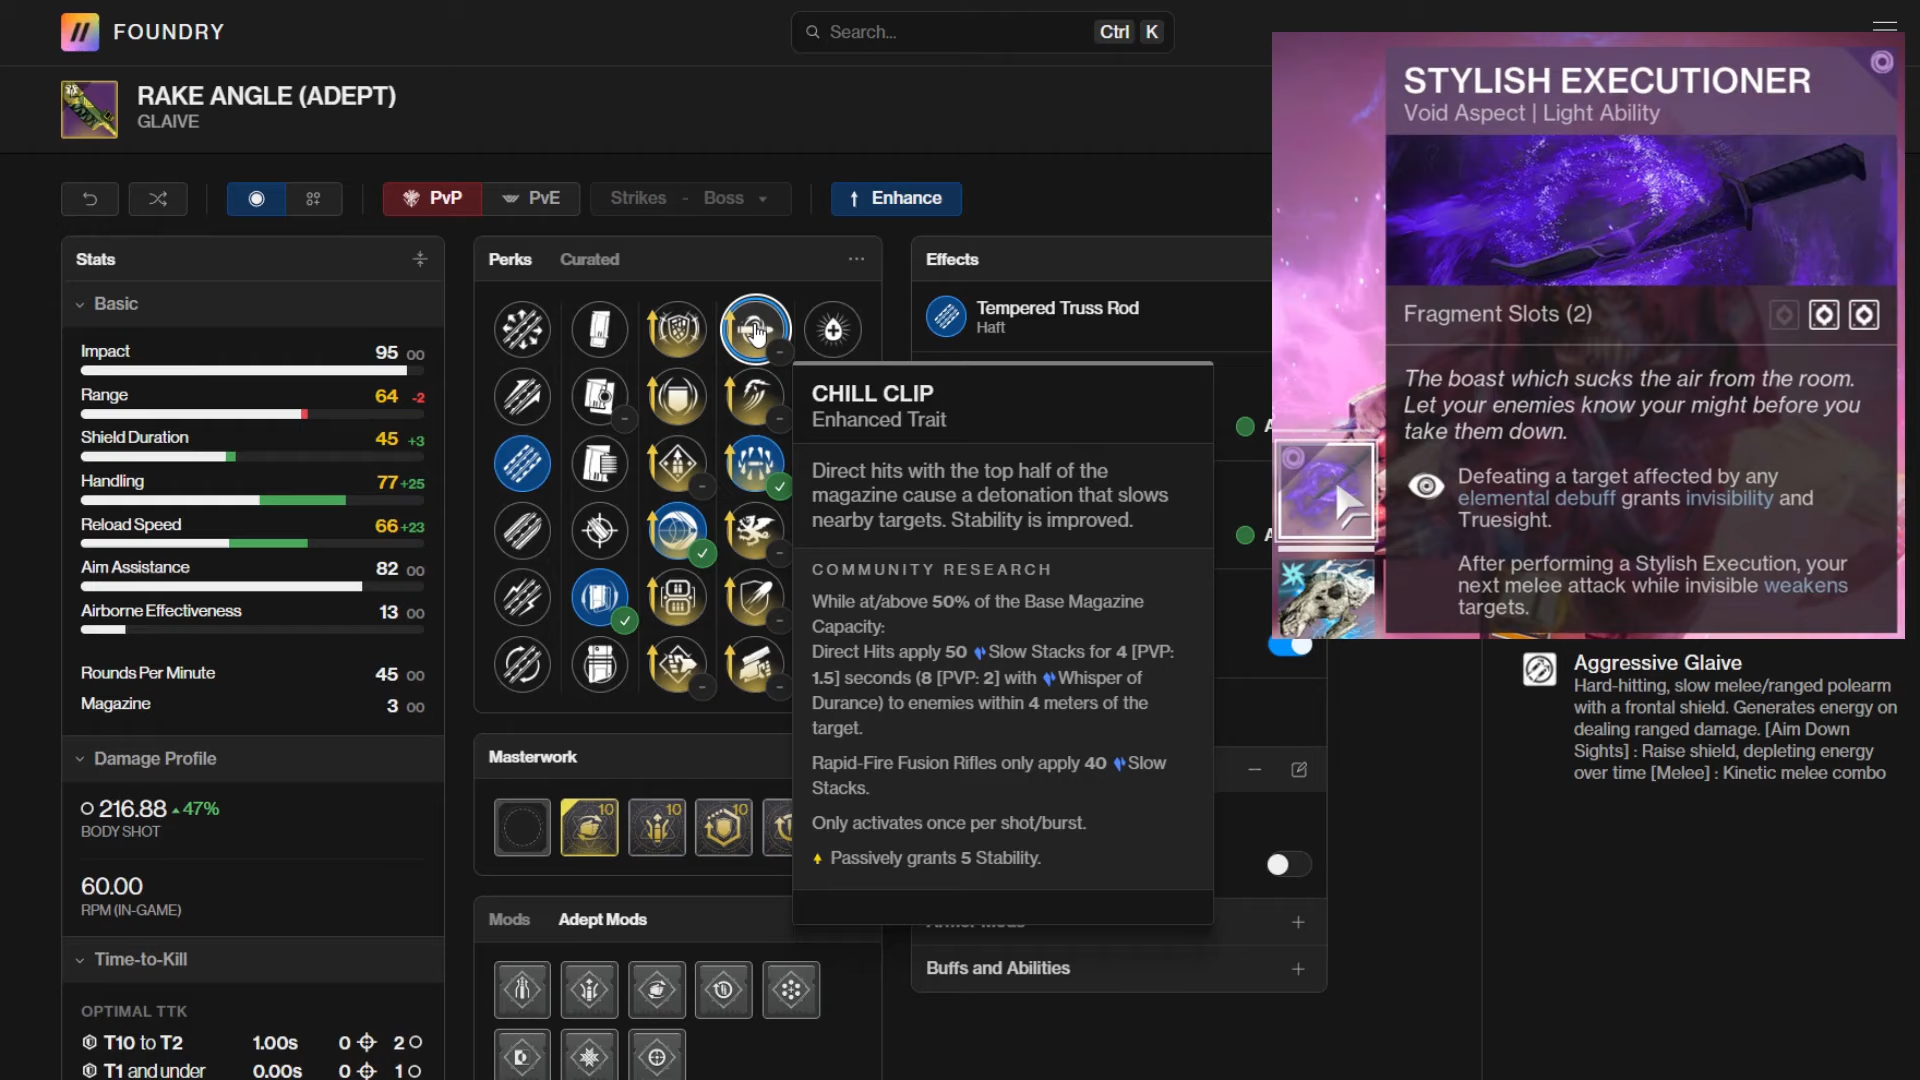 FOUNDRY
Search...
Ctrl K
RAKE ANGLE (ADEPT)
GLAIVE
PvP
PvE
Strikes - Boss
Enhance
Stats
Basic
Impact 95
Range 64 -2
Shield Duration 45 +3
Handling 77 +25
Reload Speed 66 +23
Aim Assistance 82
Airborne Effectiveness 13
Rounds Per Minute 45
Magazine 3
Damage Profile
216.88 47%
BODY SHOT
60.00
RPM (IN-GAME)
Time-to-Kill
OPTIMAL TTK
T10 to T2 1.00s 0 2
T1 and under 0.00s 0 1
Perks Curated
Masterwork
10 10 10
Mods Adept Mods
CHILL CLIP
Enhanced Trait
Direct hits with the top half of the
magazine cause a detonation that slows
nearby targets. Stability is improved.
COMMUNITY RESEARCH
While at/above 50% of the Base Magazine
Capacity:
Direct Hits apply 50 Slow Stacks for 4 [PVP:
1.5] seconds (8 [PVP: 2] with Whisper of
Durance) to enemies within 4 meters of the
target.
Rapid-Fire Fusion Rifles only apply 40 Slow
Stacks.
Only activates once per shot/burst.
Passively grants 5 Stability.
Effects
Tempered Truss Rod
Haft
Buffs and Abilities
STYLISH EXECUTIONER
Void Aspect | Light Ability
Fragment Slots (2)
The boast which sucks the air from the room.
Let your enemies know your might before you
take them down.
Defeating a target affected by any
elemental debuff grants invisibility and
Truesight.
After performing a Stylish Execution, your
next melee attack while invisible weakens
targets.
Aggressive Glaive
Hard-hitting, slow melee/ranged polearm
with a frontal shield. Generates energy on
dealing ranged damage. [Aim Down
Sights] : Raise shield, depleting energy
over time [Melee] : Kinetic melee combo